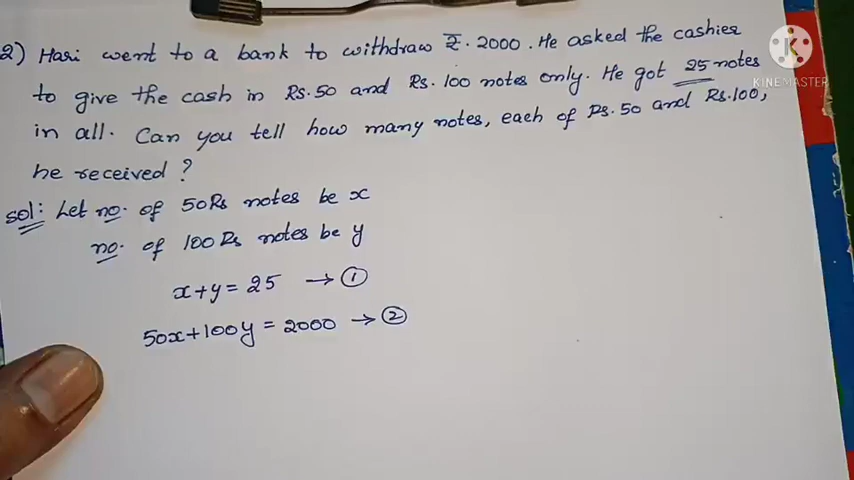 2) Hari went to a bank to withdraw ₹. 2000. He asked the cashier
to give the cash in Rs.50 and Rs.100 notes only. He got 25 notes
in all. Can you tell how many notes, each of Rs.50 and Rs.100,
he received?
Sol: Let no. of 50Rs notes be x
no. of 100Rs notes be y
x+y= 25 → ①
50x+100y = 2000 → ②
K
KINEMASTER